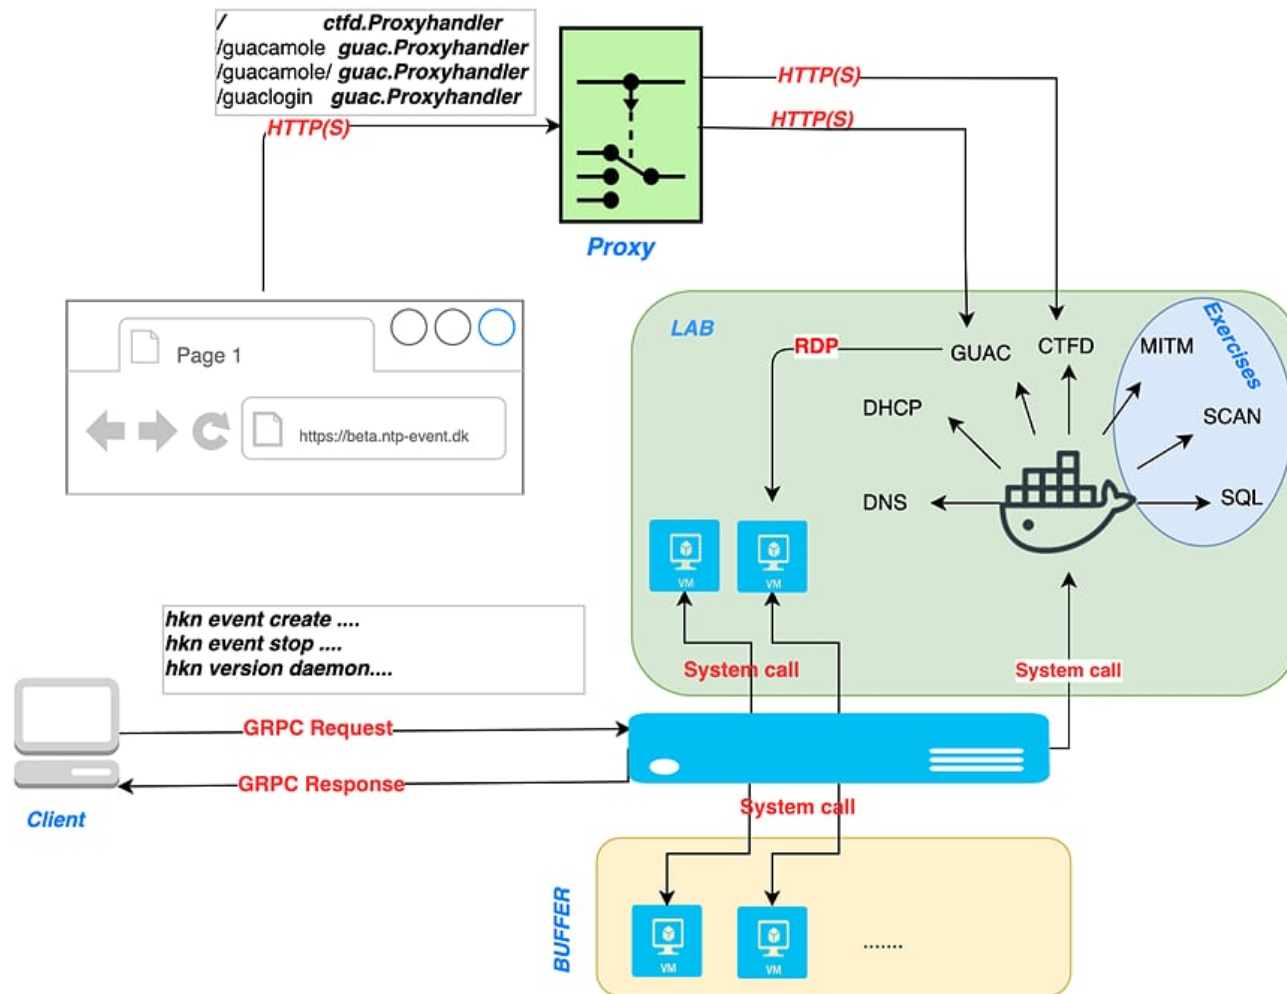 / ctfd.Proxyhandler
/guacamole guac.Proxyhandler
/guacamole/ guac.Proxyhandler
/guaclogin guac.Proxyhandler
HTTP(S)
HTTP(S)
HTTP(S)
Proxy
Page 1
https://beta.ntp-event.dk
LAB
Exercises
RDP
GUAC
CTFD
MITM
DHCP
SCAN
DNS
SQL
VM
VM
hkn event create ....
hkn event stop ....
hkn version daemon....
System call
System call
GRPC Request
GRPC Response
Client
System call
BUFFER
VM
VM
.......